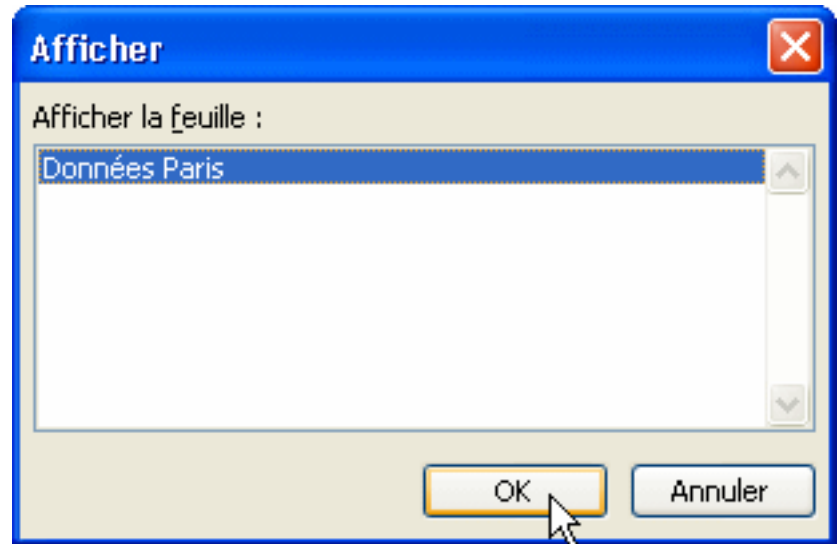 Afficher
Afficher la feuille :
Données Paris
OK
Annuler